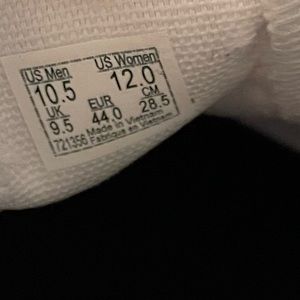 US Men US Women
10.5 12.0
UK EUR CM
9.5 44.0 28.5
Made in Vietnam
721356 Fabriqué en Vietnam